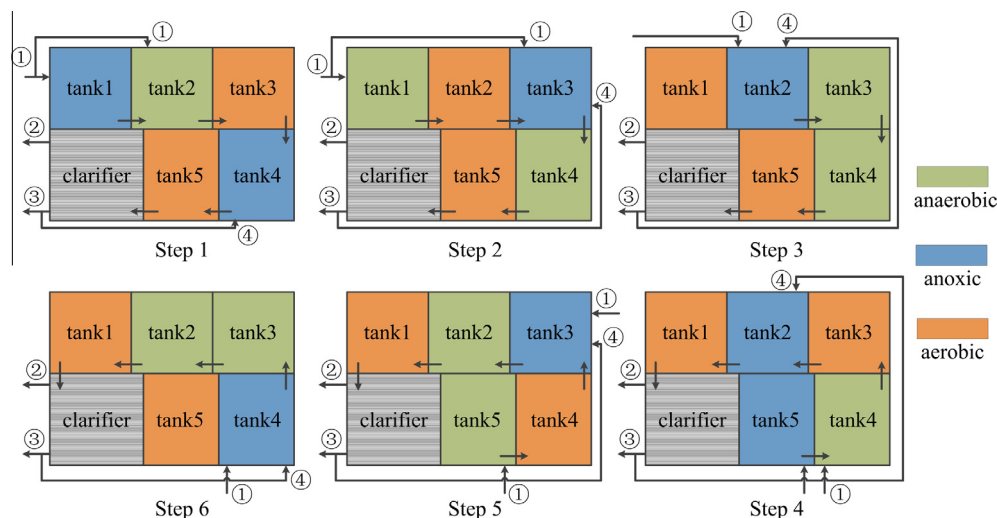 ① ①
tank1 tank2 tank3
②
clarifier tank5 tank4
③
④
Step 1
① ①
④
tank1 tank2 tank3
②
clarifier tank5 tank4
③
Step 2
① ④
tank1 tank2 tank3
②
clarifier tank5 tank4
③
Step 3
anaerobic
anoxic
aerobic
tank1 tank2 tank3
②
clarifier tank5 tank4
③
① ④
Step 6
①
tank1 tank2 tank3
④
②
clarifier tank5 tank4
③
①
Step 5
④
tank1 tank2 tank3
②
clarifier tank5 tank4
③
①
Step 4